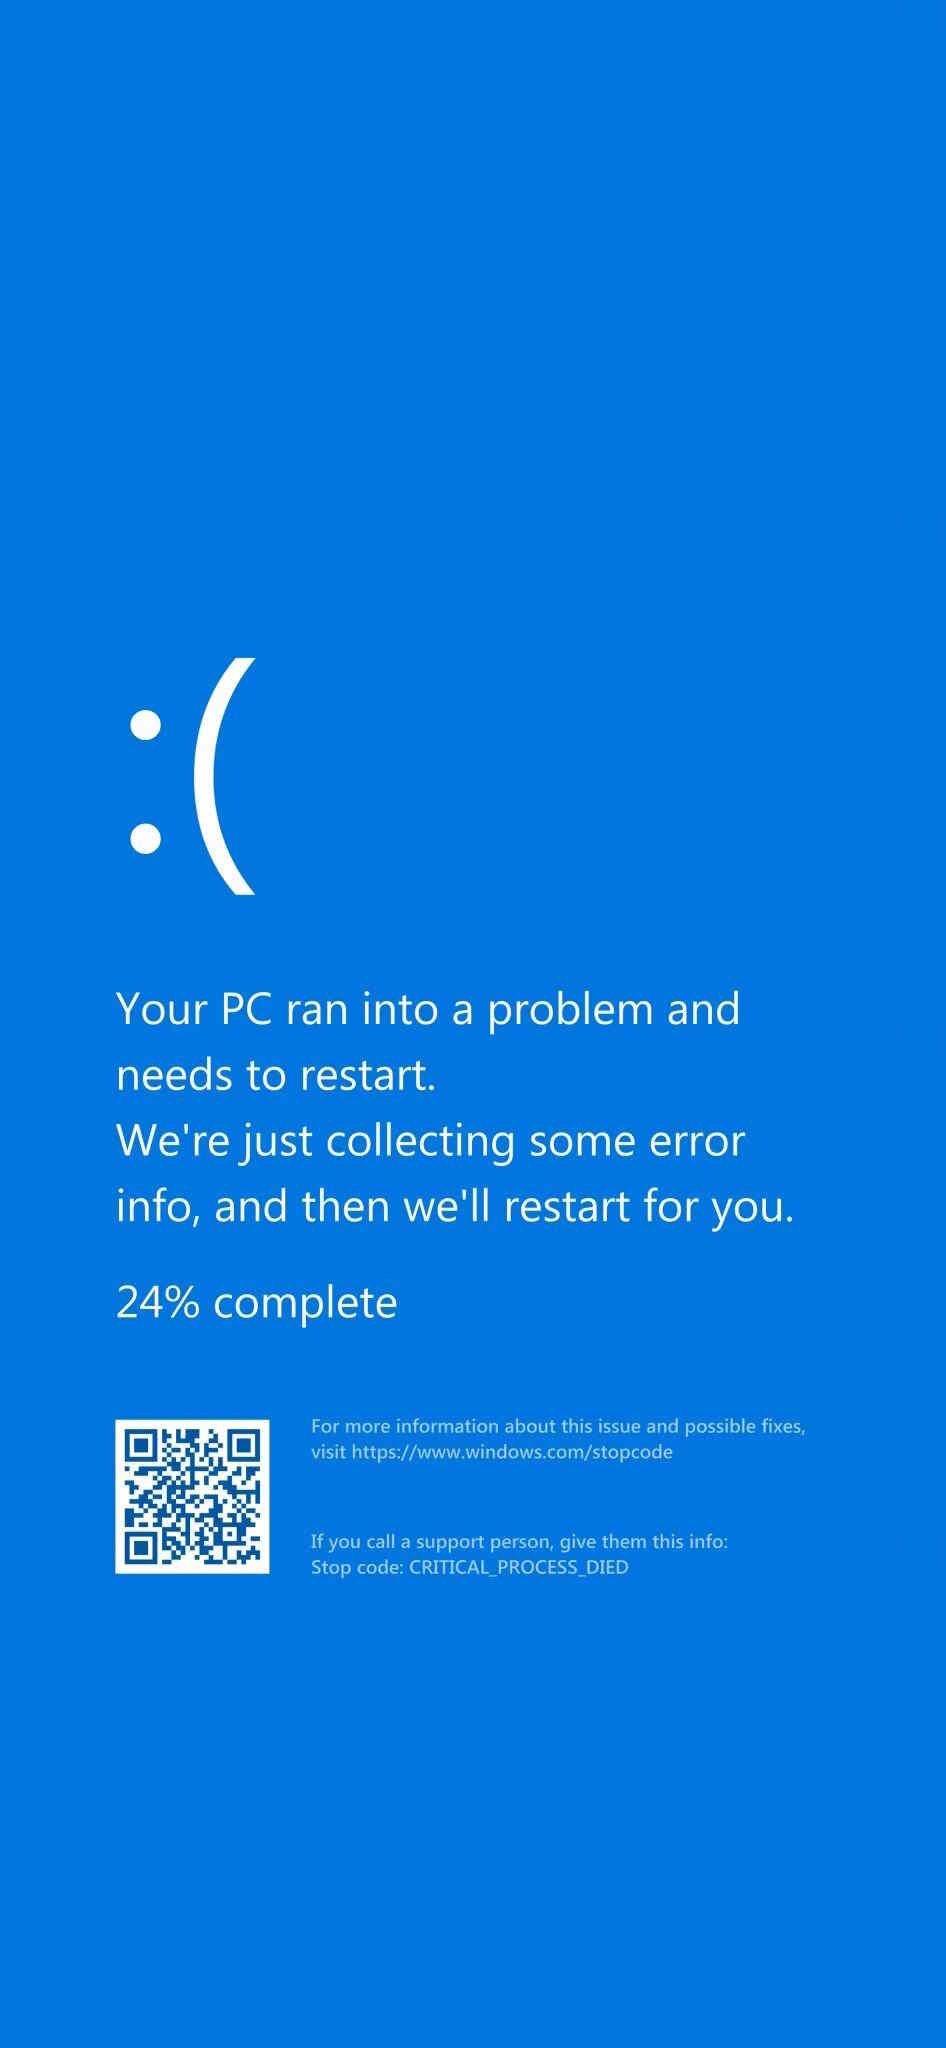 :(
Your PC ran into a problem and
needs to restart.
We're just collecting some error
info, and then we'll restart for you.
24% complete
For more information about this issue and possible fixes,
visit https://www.windows.com/stopcode
If you call a support person, give them this info:
Stop code: CRITICAL_PROCESS_DIED